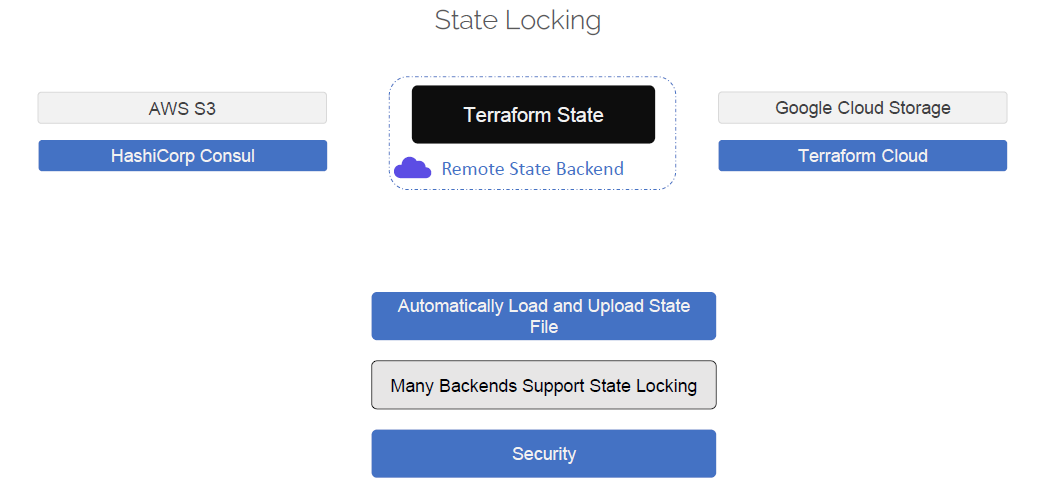 State Locking
AWS S3
HashiCorp Consul
Terraform State
Remote State Backend
Google Cloud Storage
Terraform Cloud
Automatically Load and Upload State
File
Many Backends Support State Locking
Security